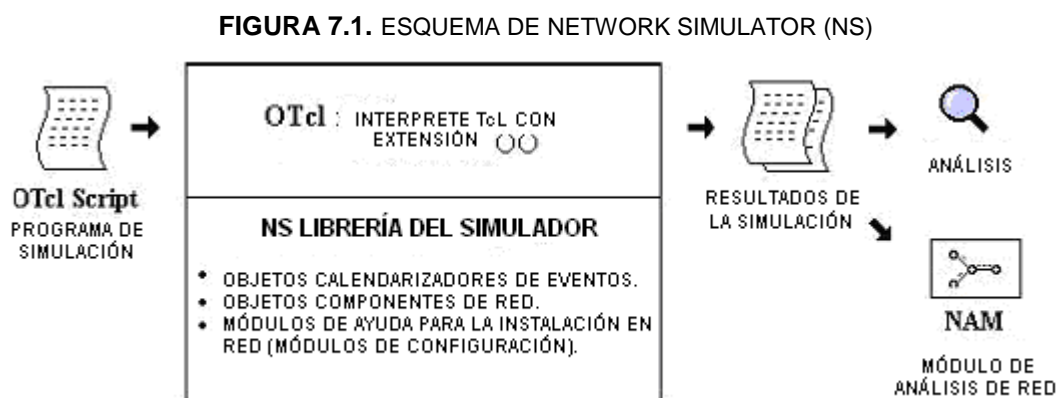 FIGURA 7.1. ESQUEMA DE NETWORK SIMULATOR (NS)
OTcl Script
PROGRAMA DE
SIMULACIÓN
OTcl : INTERPRETE TcL CON
EXTENSIÓN OO
NS LIBRERÍA DEL SIMULADOR
• OBJETOS CALENDARIZADORES DE EVENTOS.
• OBJETOS COMPONENTES DE RED.
• MÓDULOS DE AYUDA PARA LA INSTALACIÓN EN
RED (MÓDULOS DE CONFIGURACIÓN).
RESULTADOS DE
LA SIMULACIÓN
ANÁLISIS
NAM
MÓDULO DE
ANÁLISIS DE RED